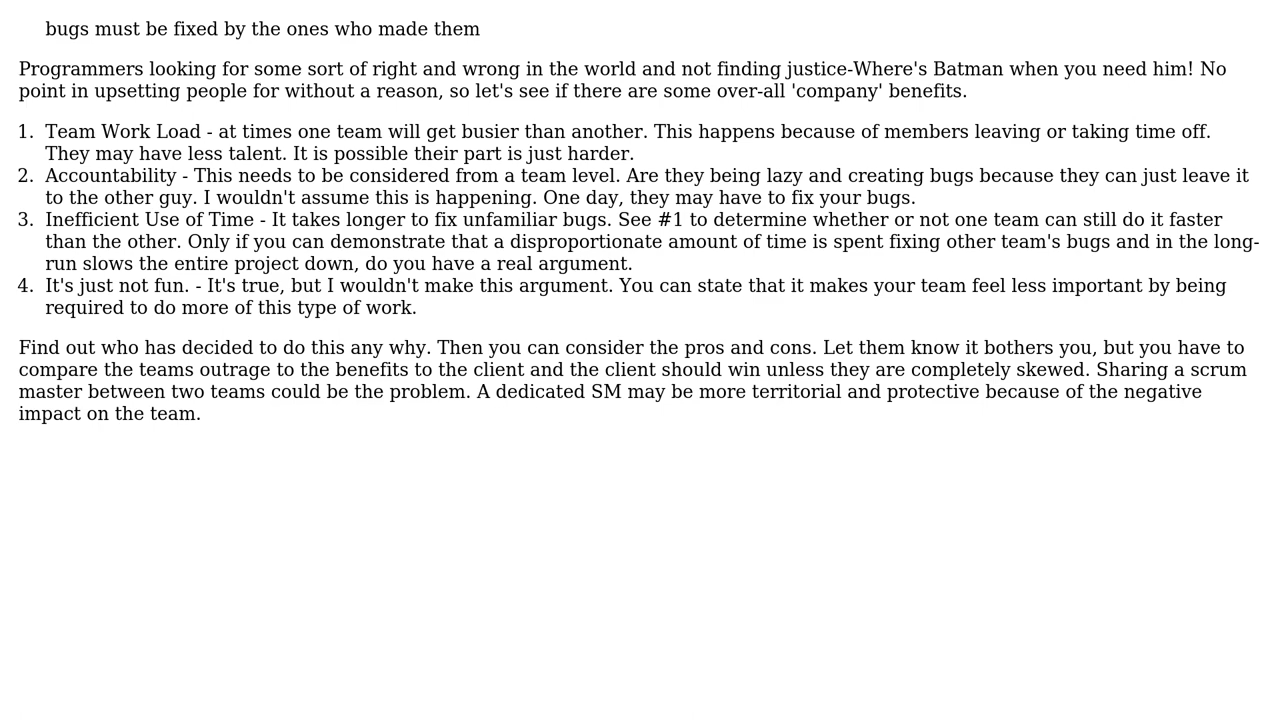 bugs must be fixed by the ones who made them
Programmers looking for some sort of right and wrong in the world and not finding justice-Where's Batman when you need him! No
point in upsetting people for without a reason, so let's see if there are some over-all 'company' benefits.
1. Team Work Load - at times one team will get busier than another. This happens because of members leaving or taking time off.
They may have less talent. It is possible their part is just harder.
2. Accountability - This needs to be considered from a team level. Are they being lazy and creating bugs because they can just leave it
to the other guy. I wouldn't assume this is happening. One day, they may have to fix your bugs.
3. Inefficient Use of Time - It takes longer to fix unfamiliar bugs. See #1 to determine whether or not one team can still do it faster
than the other. Only if you can demonstrate that a disproportionate amount of time is spent fixing other team's bugs and in the long-
run slows the entire project down, do you have a real argument.
4. It's just not fun. - It's true, but I wouldn't make this argument. You can state that it makes your team feel less important by being
required to do more of this type of work.
Find out who has decided to do this any why. Then you can consider the pros and cons. Let them know it bothers you, but you have to
compare the teams outrage to the benefits to the client and the client should win unless they are completely skewed. Sharing a scrum
master between two teams could be the problem. A dedicated SM may be more territorial and protective because of the negative
impact on the team.